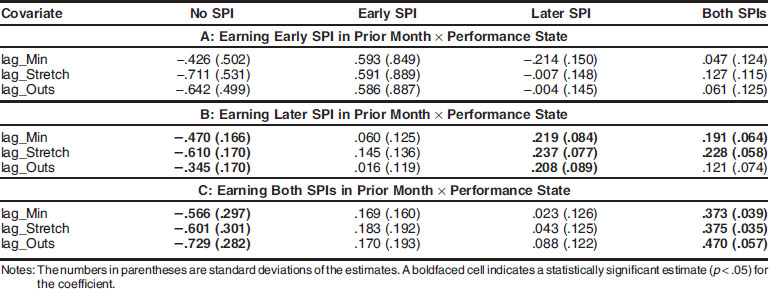 Covariate No SPI Early SPI Later SPI Both SPIs
A: Earning Early SPI in Prior Month × Performance State
lag_Min −.426 (.502) .593 (.849) −.214 (.150) .047 (.124)
lag_Stretch −.711 (.531) .591 (.889) −.007 (.148) .127 (.115)
lag_Outs −.642 (.499) .586 (.887) −.004 (.145) .061 (.125)
B: Earning Later SPI in Prior Month × Performance State
lag_Min −.470 (.166) .060 (.125) .219 (.084) .191 (.064)
lag_Stretch −.610 (.170) .145 (.136) .237 (.077) .228 (.058)
lag_Outs −.345 (.170) .016 (.119) .208 (.089) .121 (.074)
C: Earning Both SPIs in Prior Month × Performance State
lag_Min −.566 (.297) .169 (.160) .023 (.126) .373 (.039)
lag_Stretch −.601 (.301) .183 (.192) .043 (.125) .375 (.035)
lag_Outs −.729 (.282) .170 (.193) .088 (.122) .470 (.057)
Notes: The numbers in parentheses are standard deviations of the estimates. A boldfaced cell indicates a statistically significant estimate (p < .05) for
the coefficient.